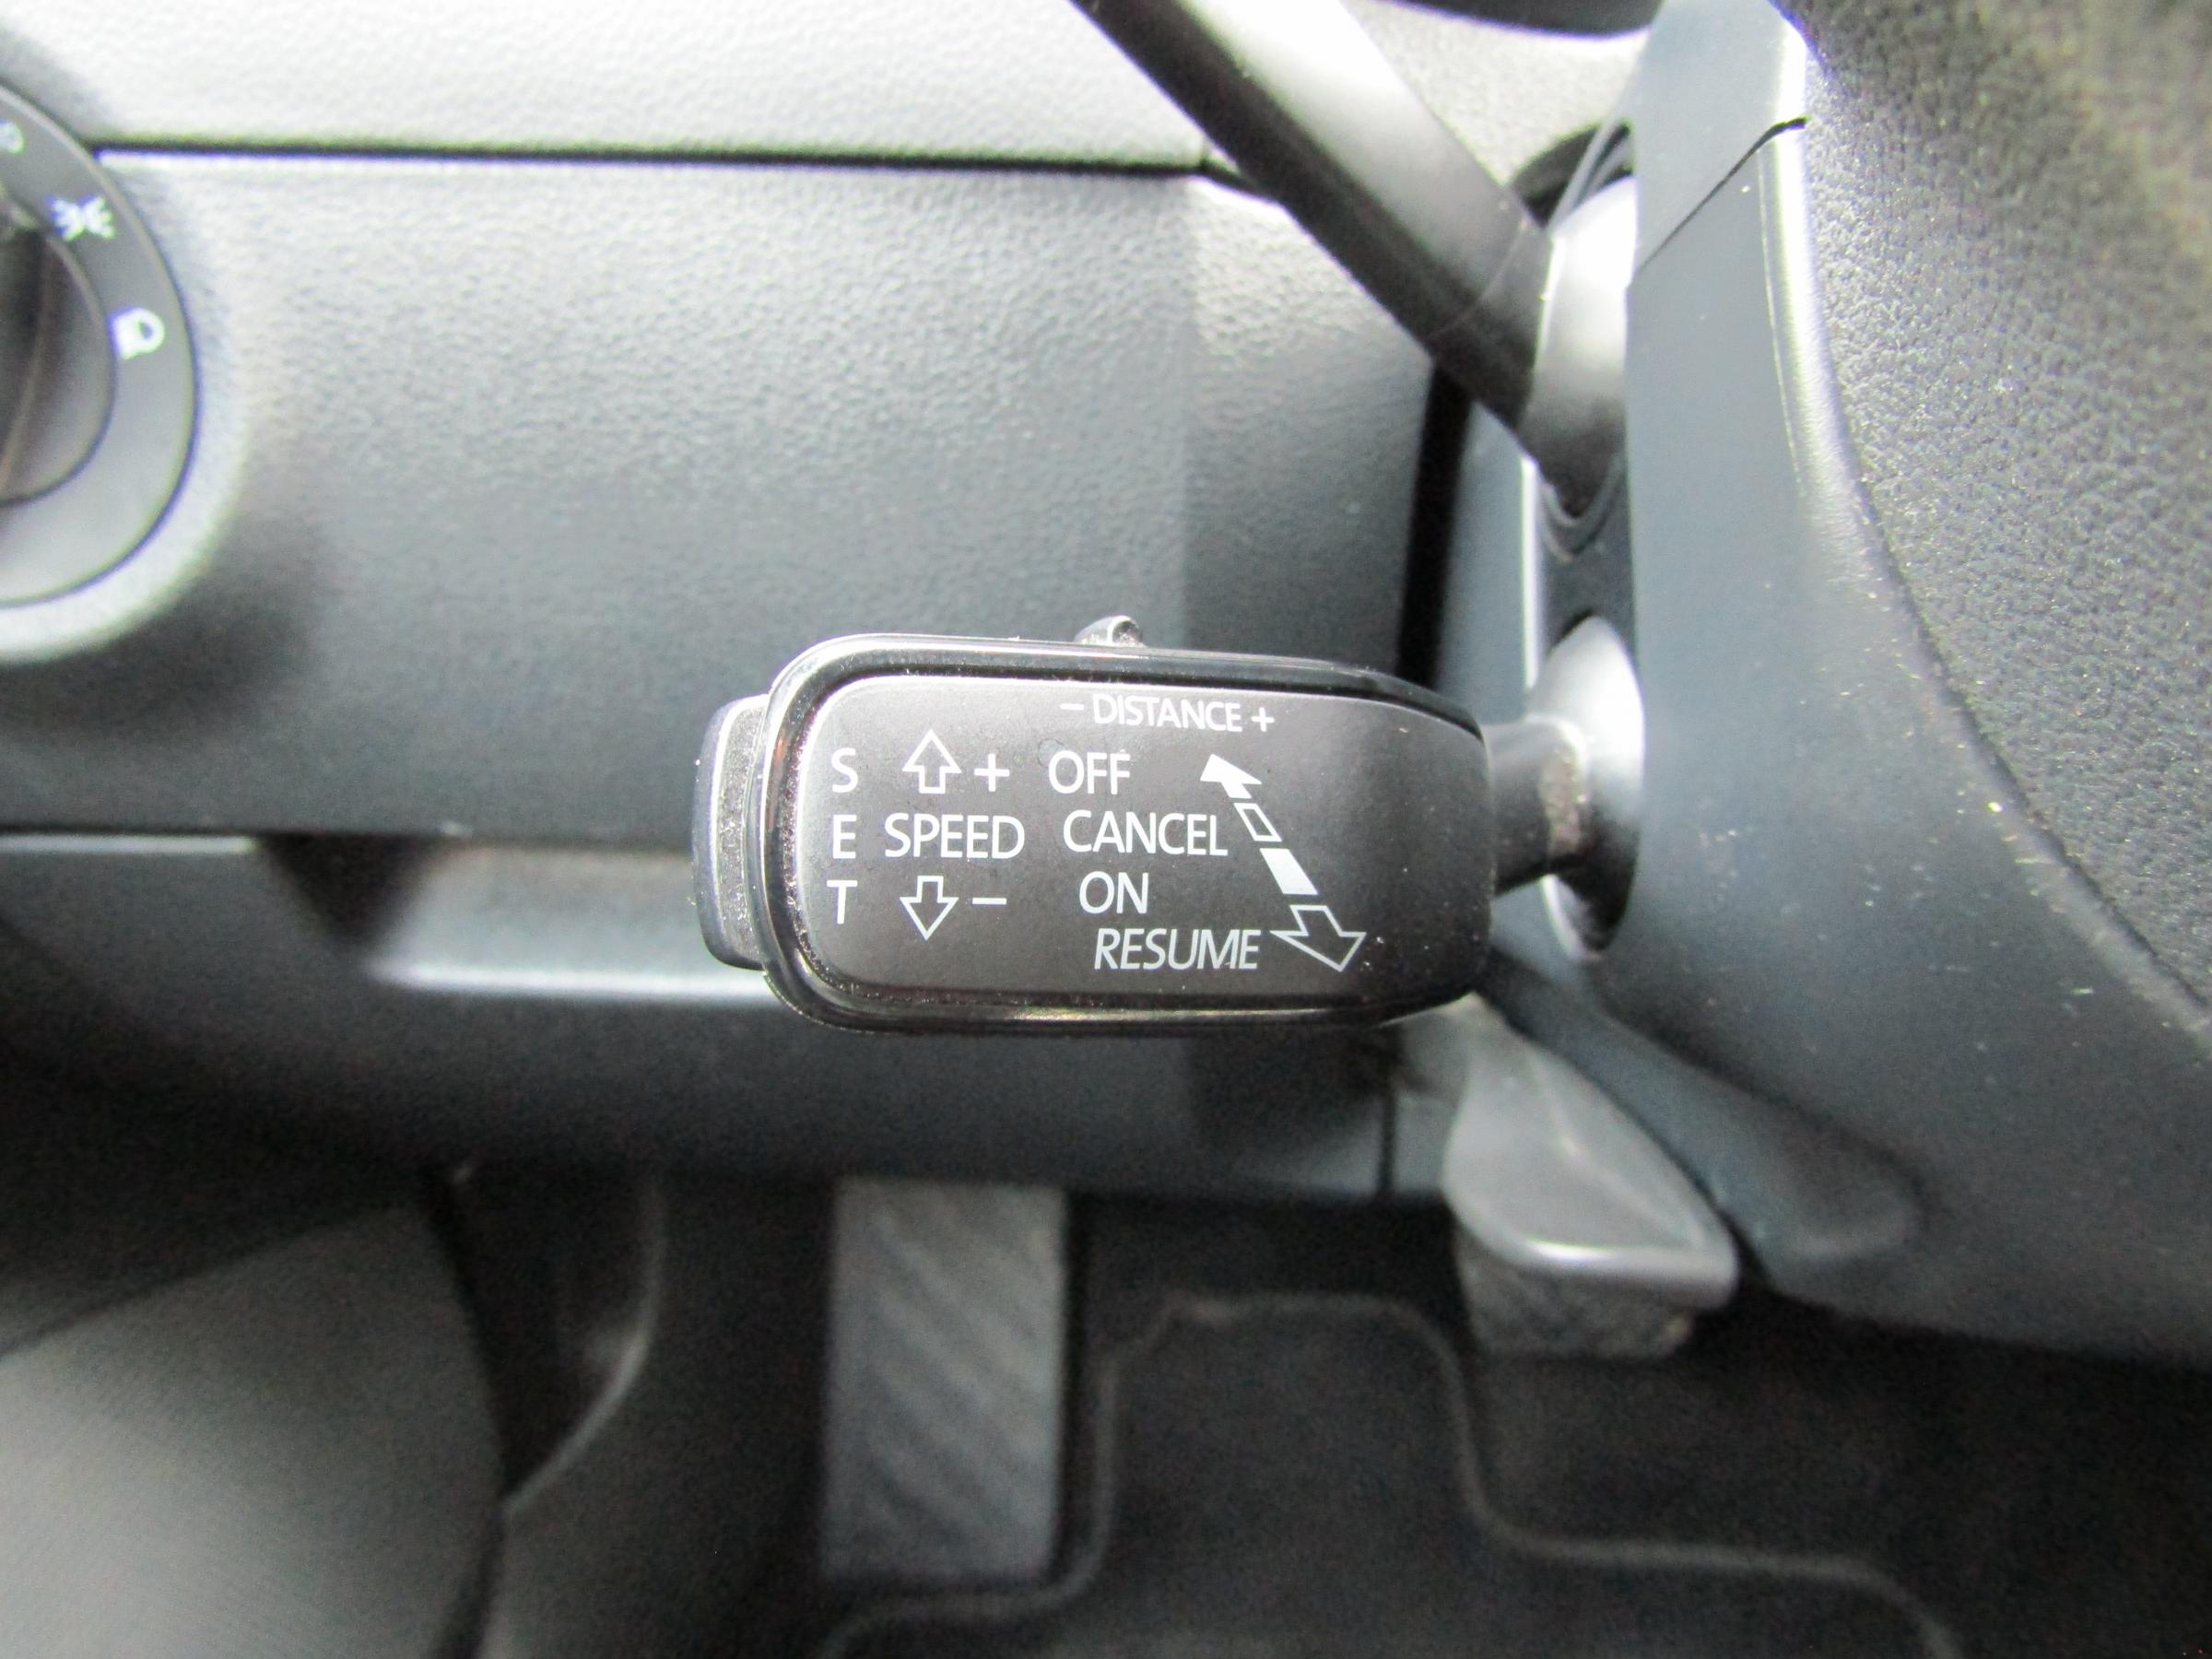 - DISTANCE +
S + OFF
E SPEED CANCEL
T - ON
RESUME